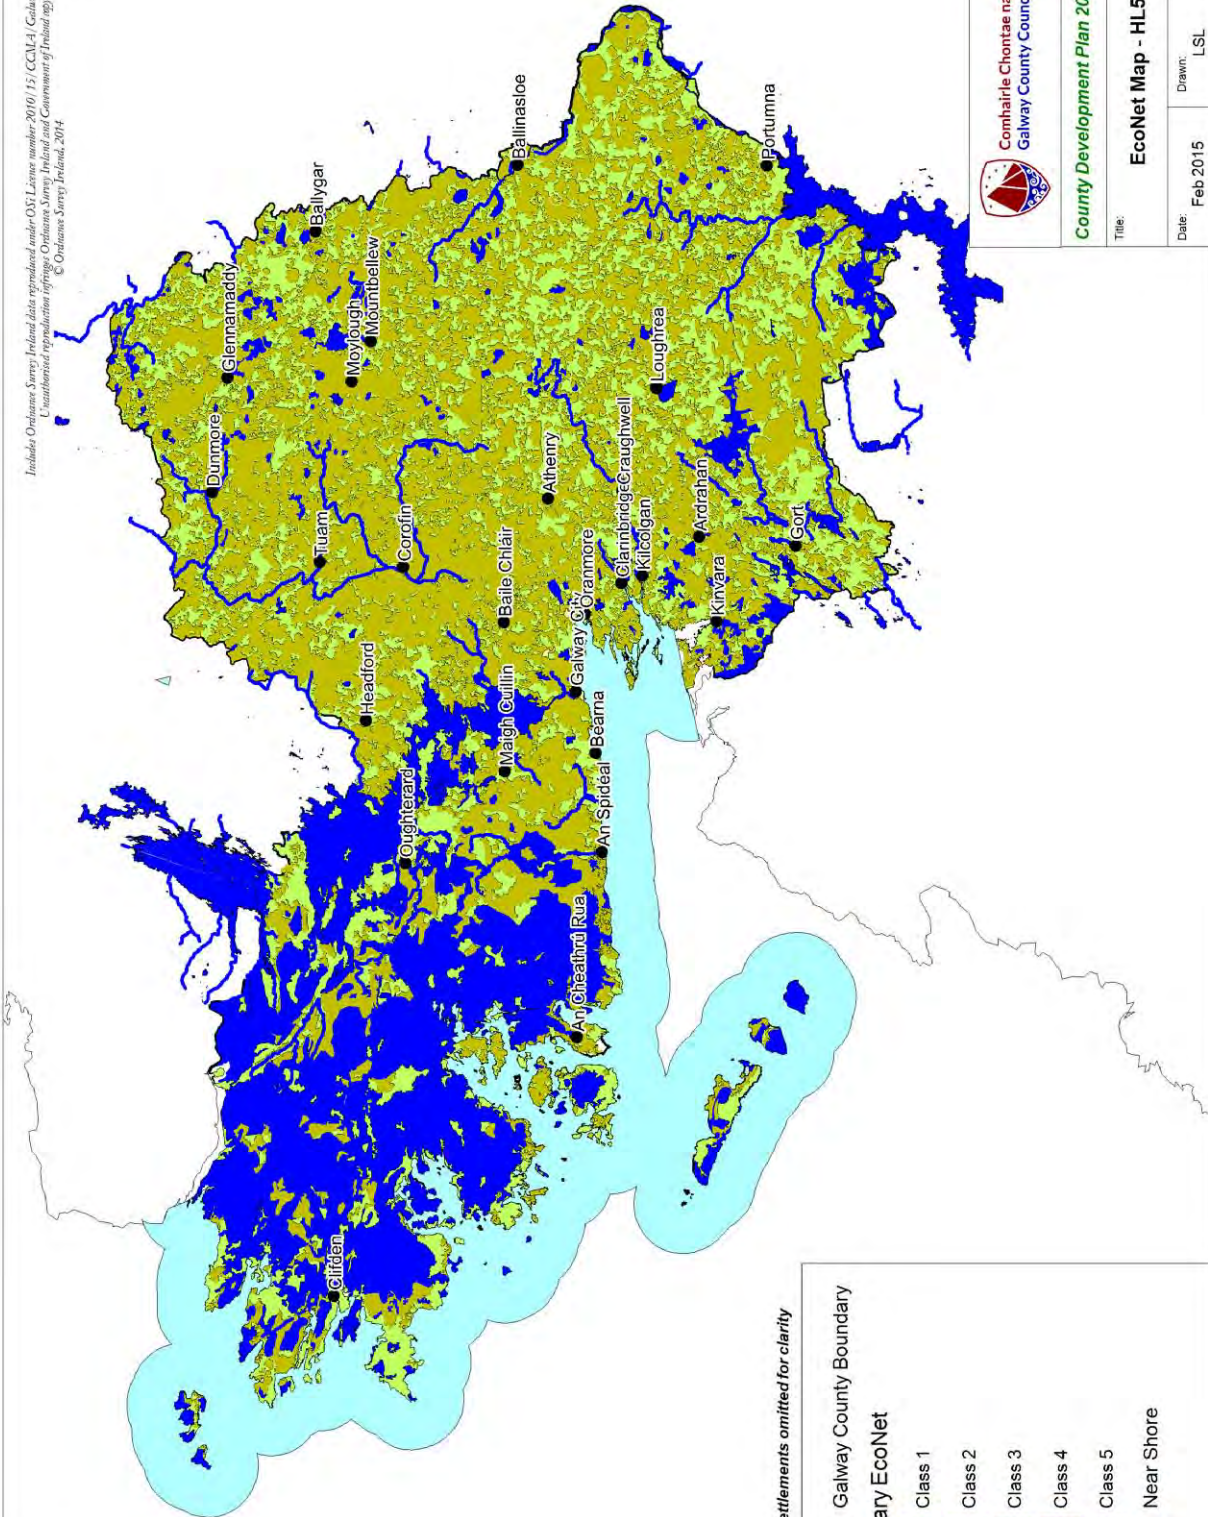 Includes Ordnance Survey Ireland data reproduced under OSi Licence number 2010/15/CCMA/Galw
Unauthorised reproduction infringes Ordnance Survey Ireland and Government of Ireland copy
© Ordnance Survey Ireland, 2014
Ballygar
Glennamaddy
Dunmore
Moylough
Mountbellew
Tuam
Corofin
Headford
Ballinasloe
Athenry
Baile Chláir
Oughterard
Maigh Cuilinn
Galway City
Oranmore
Clarinbridge
Craughwell
Kilcolgan
Loughrea
Portumna
Ardrahan
Kinvara
Gort
Bearna
An Spidéal
An Cheathrú Rua
Clifden
ettlements omitted for clarity
Galway County Boundary
ary EcoNet
Class 1
Class 2
Class 3
Class 4
Class 5
Near Shore
Comhairle Chontae na
Galway County Counc
County Development Plan 20
Title:
EcoNet Map - HL5
Date:
Feb 2015
Drawn:
LSL